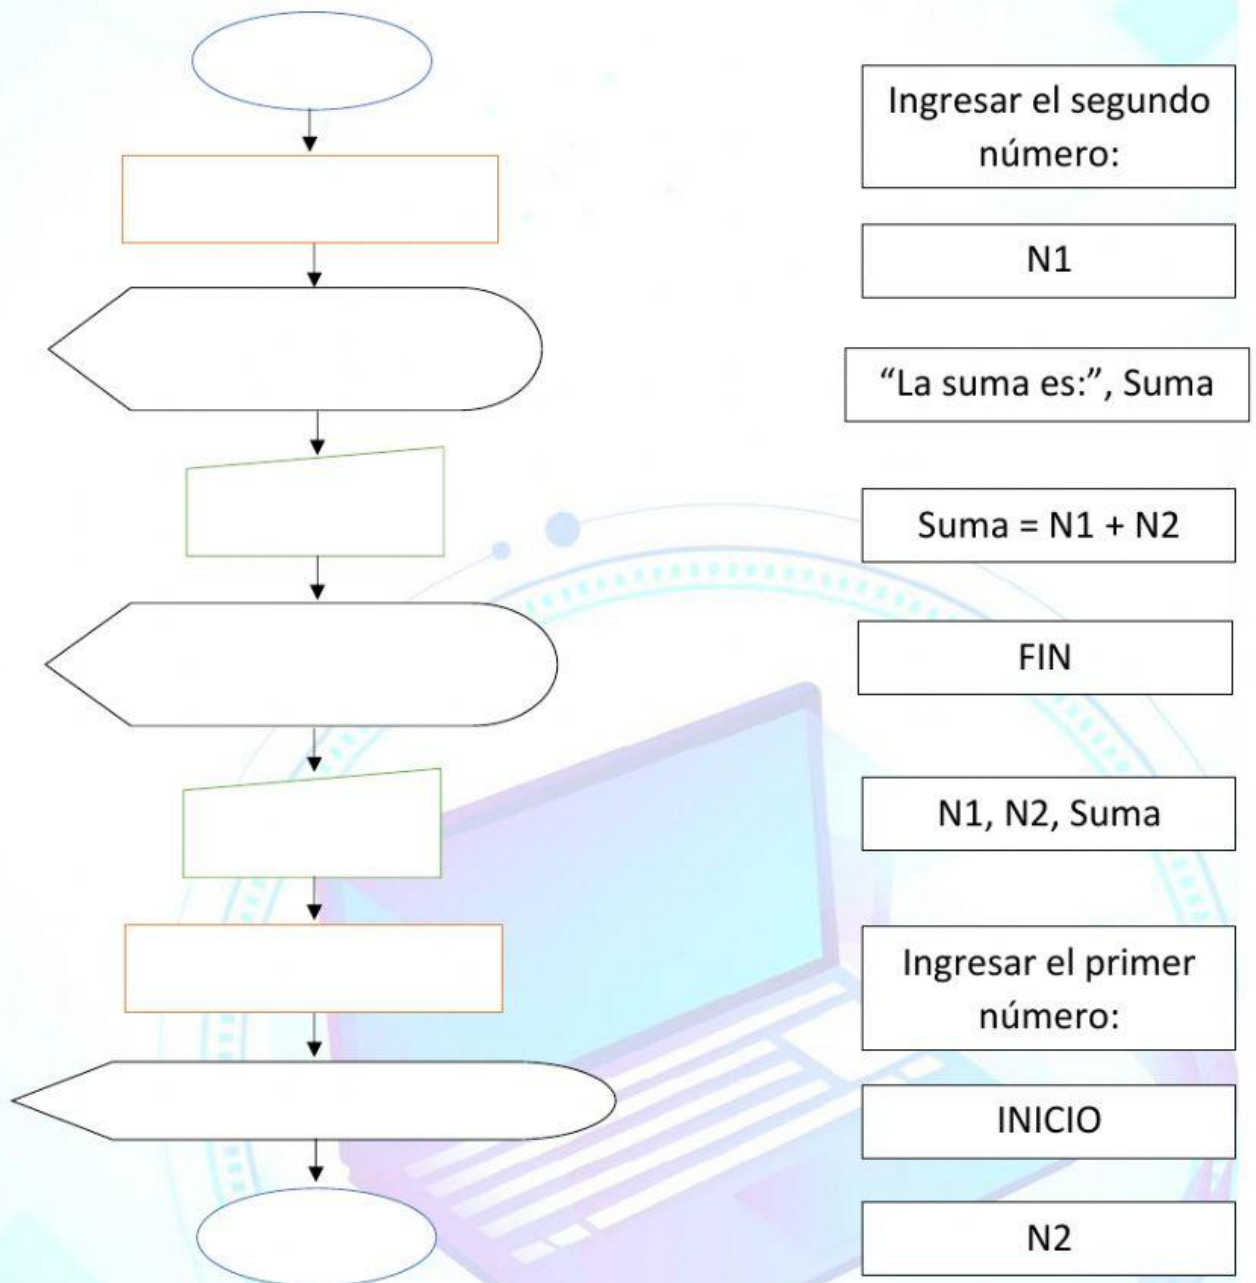 Ingresar el segundo
número:
N1
“La suma es:”, Suma
Suma = N1 + N2
FIN
N1, N2, Suma
Ingresar el primer
número:
INICIO
N2